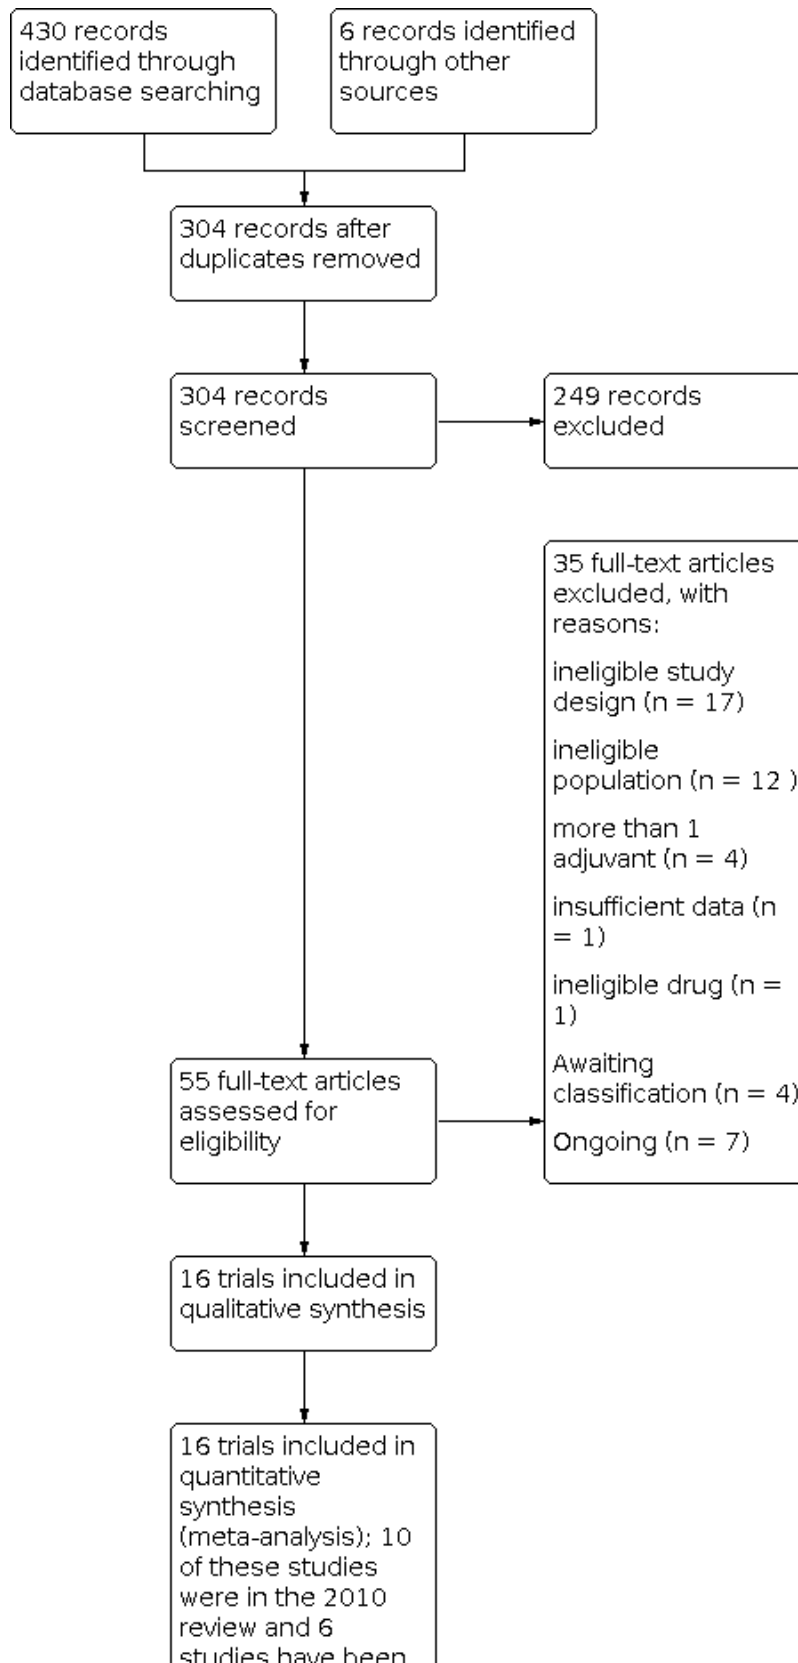 430 records
identified through
database searching
6 records identified
through other
sources
304 records after
duplicates removed
304 records
screened
249 records
excluded
35 full-text articles
excluded, with
reasons:
ineligible study
design (n = 17)
ineligible
population (n = 12 )
more than 1
adjuvant (n = 4)
insufficient data (n
= 1)
ineligible drug (n =
1)
Awaiting
classification (n = 4)
Ongoing (n = 7)
55 full-text articles
assessed for
eligibility
16 trials included in
qualitative synthesis
16 trials included in
quantitative
synthesis
(meta-analysis); 10
of these studies
were in the 2010
review and 6
studies have been